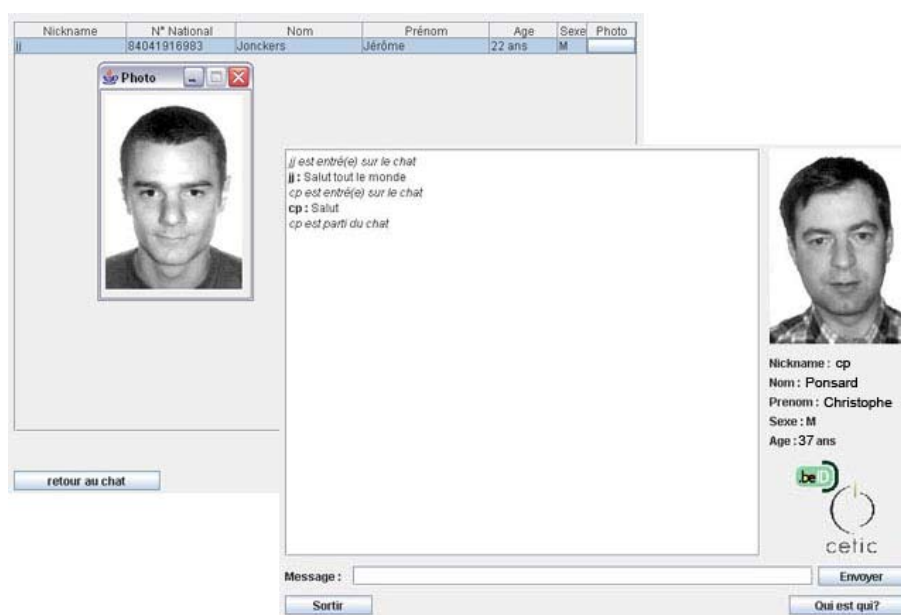 Nickname N° National Nom Prénom Age Sexe Photo
jj 84041916983 Jonckers Jérôme 22 ans M
Photo
retour au chat
jj est entré(e) sur le chat
jj : Salut tout le monde
cp est entré(e) sur le chat
cp : Salut
cp est parti du chat
Nickname : cp
Nom : Ponsard
Prenom : Christophe
Sexe : M
Age : 37 ans
.beID
cetic
Message :
Envoyer
Sortir
Qui est qui?